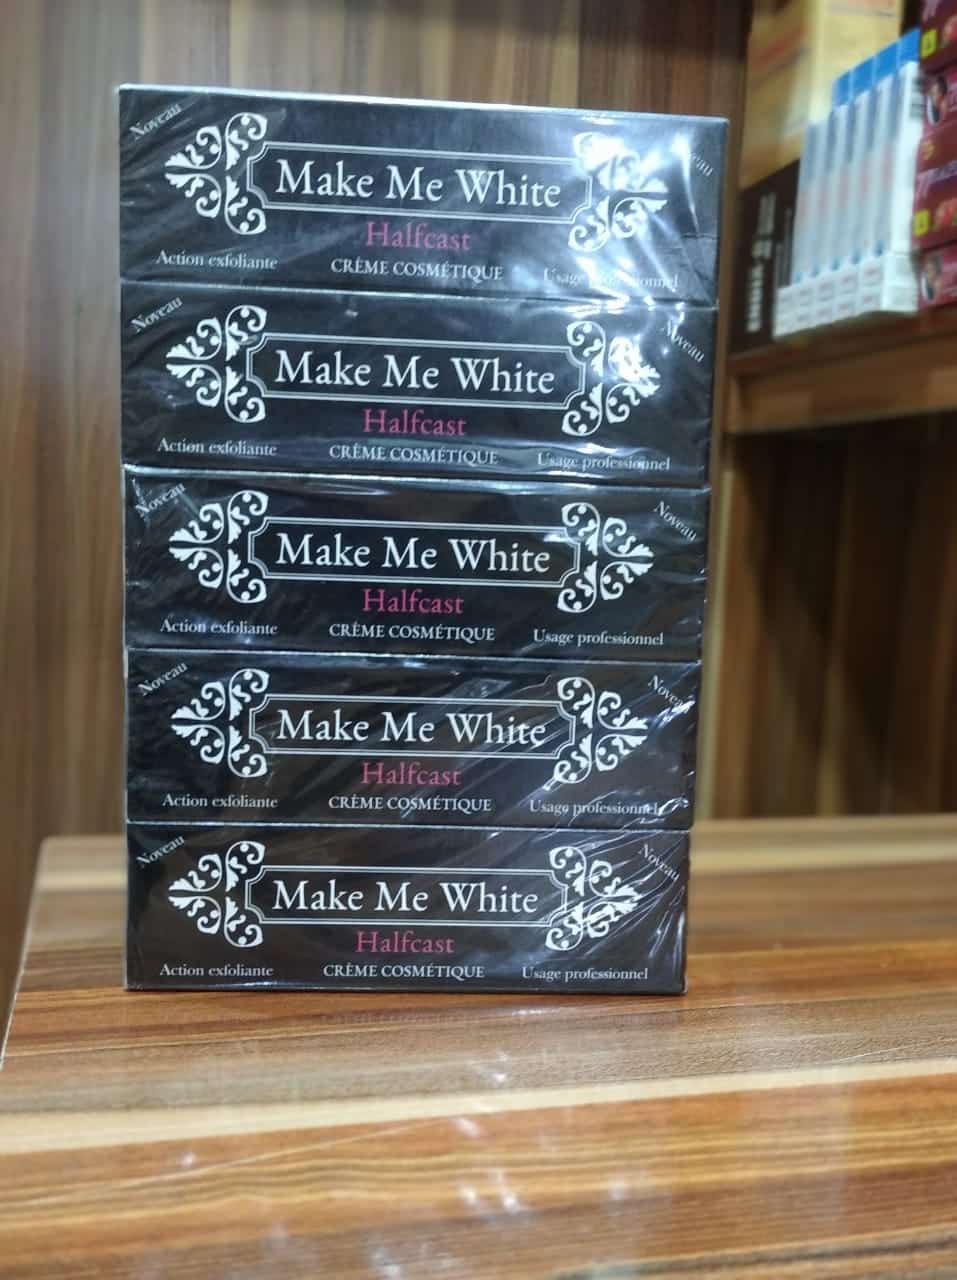 Noveau
Make Me White
Halfcast
Action exfoliante
CRÈME COSMÉTIQUE
Usage professionnel
Noveau
Noveau
Make Me White
Halfcast
Action exfoliante
CRÈME COSMÉTIQUE
Usage professionnel
Noveau
Noveau
Make Me White
Halfcast
Action exfoliante
CRÈME COSMÉTIQUE
Usage professionnel
Noveau
Noveau
Make Me White
Halfcast
Action exfoliante
CRÈME COSMÉTIQUE
Usage professionnel
Noveau
Noveau
Make Me White
Halfcast
Action exfoliante
CRÈME COSMÉTIQUE
Usage professionnel